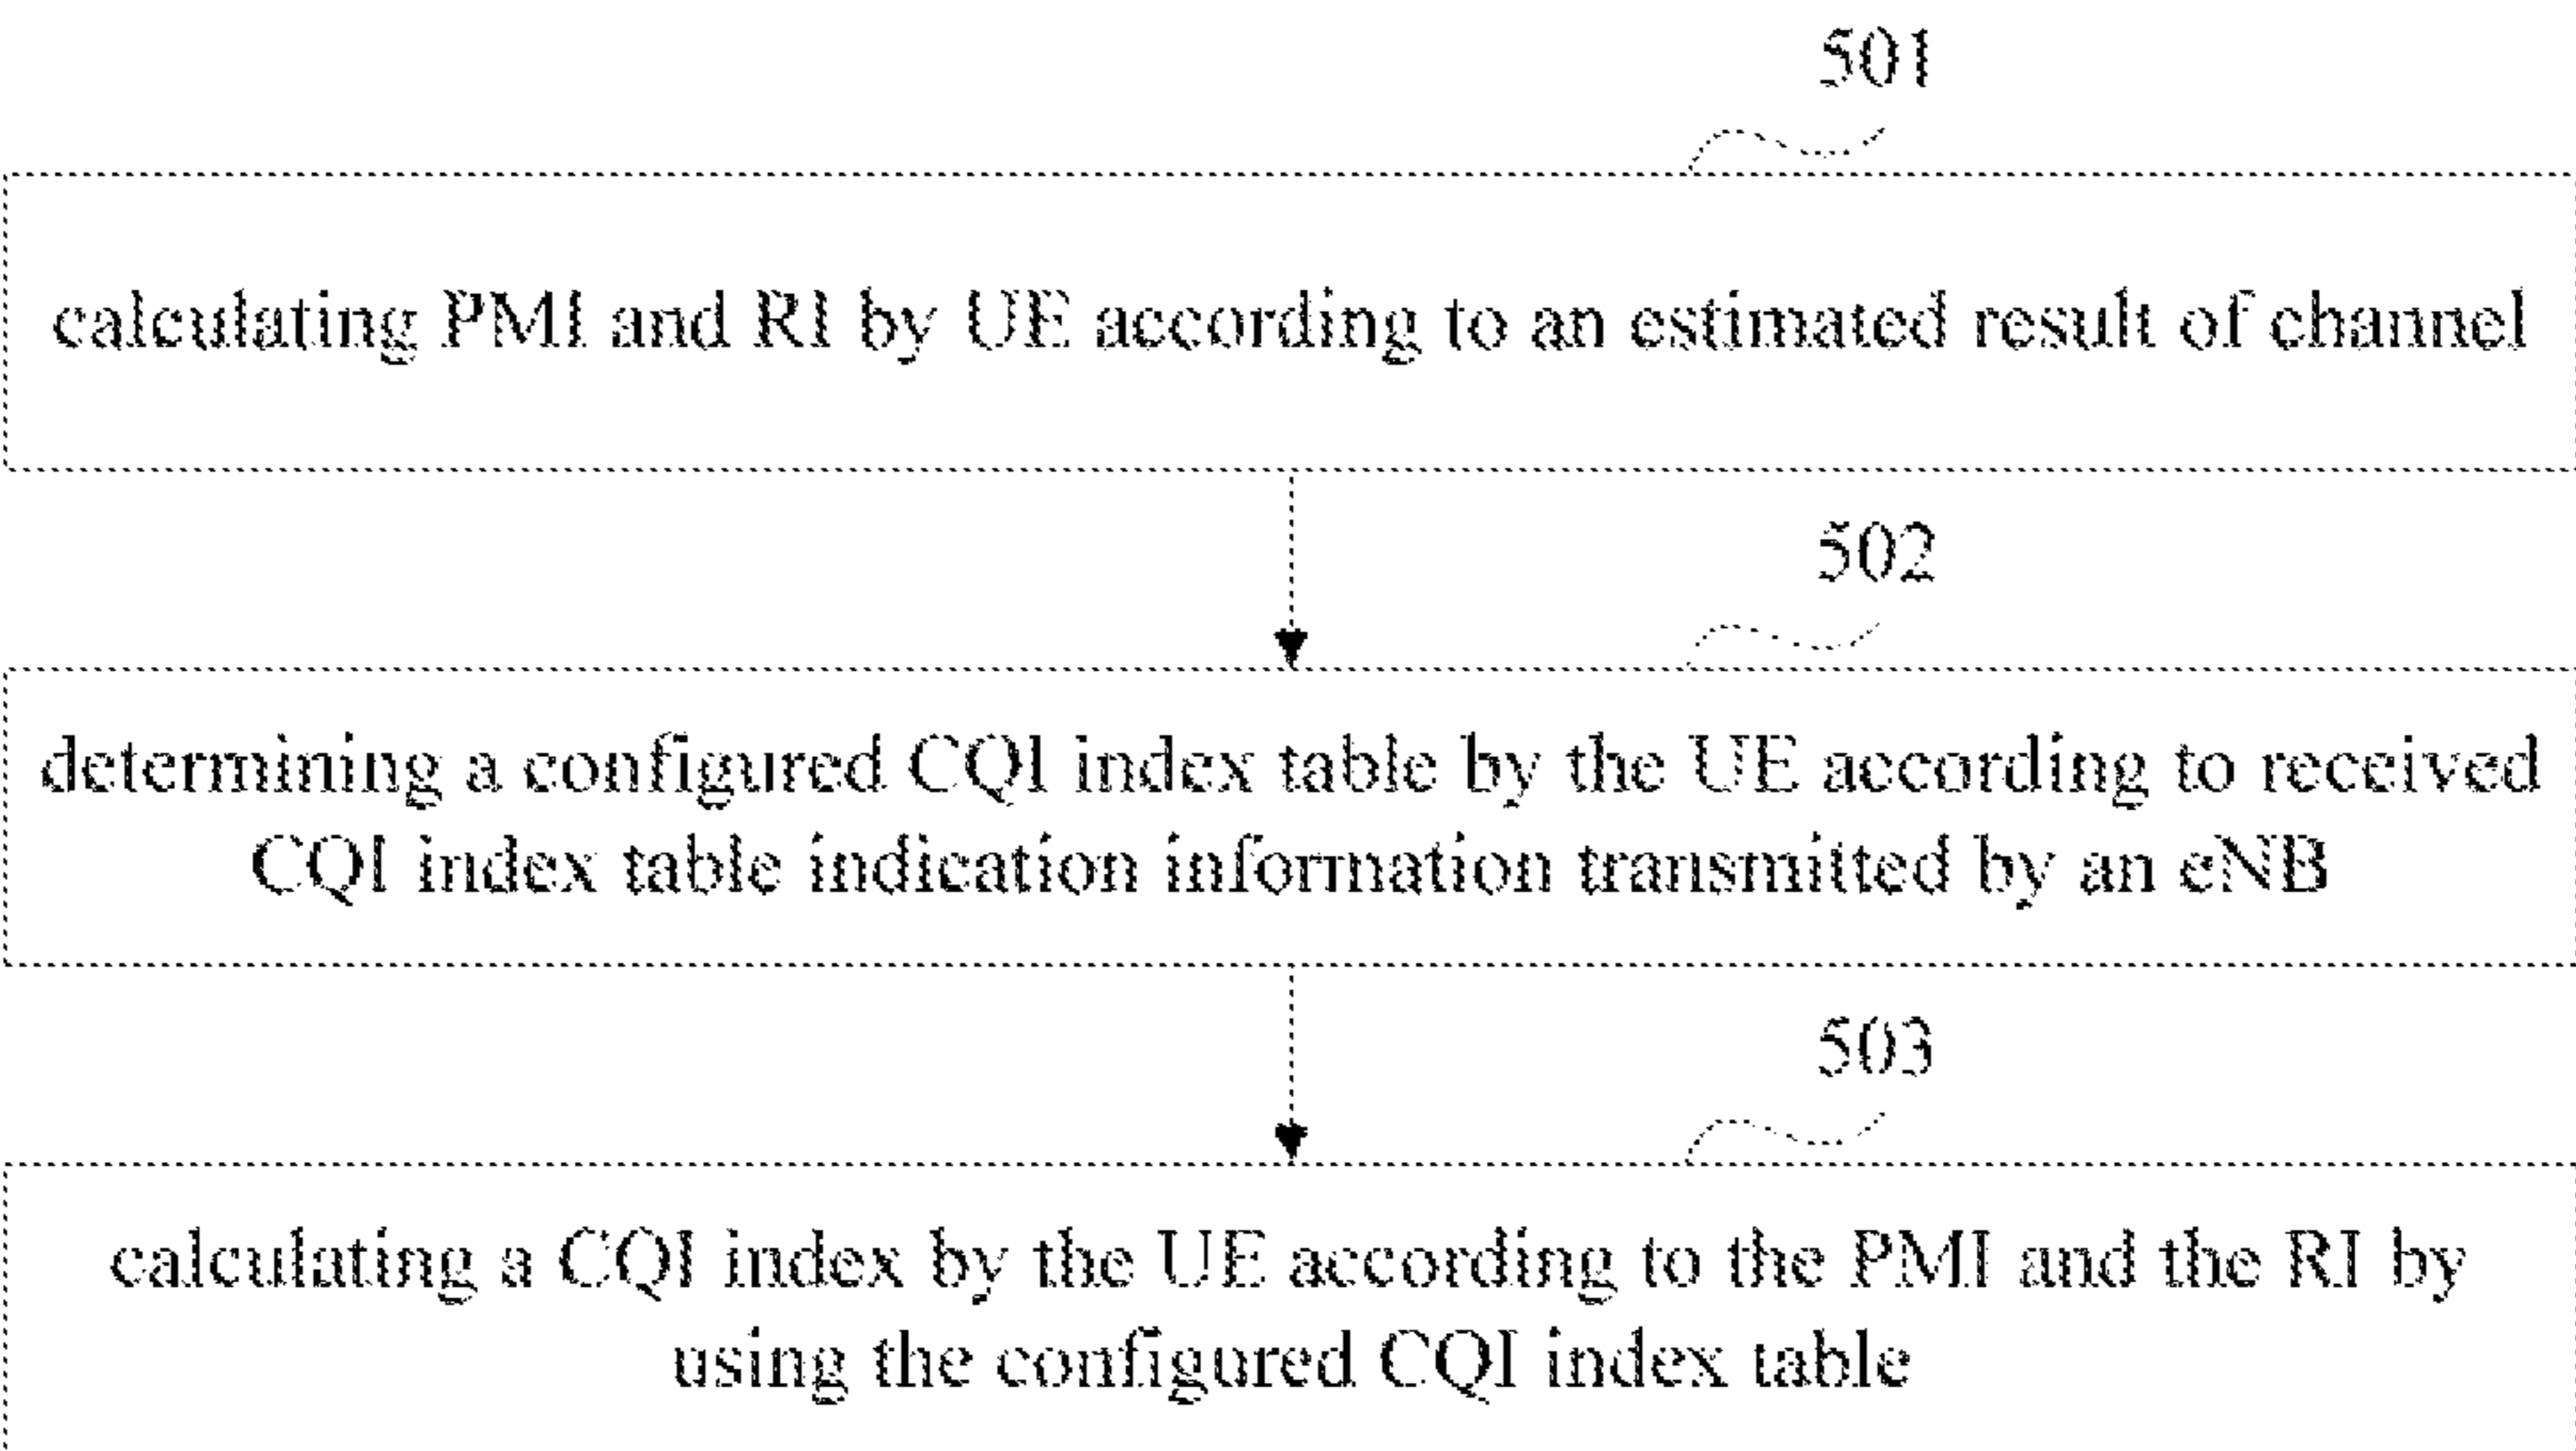 501
calculating PMI and RI by UE according to an estimated result of channel
502
determining a configured CQI index table by the UE according to received
CQI index table indication information transmitted by an eNB
503
calculating a CQI index by the UE according to the PMI and the RI by
using the configured CQI index table